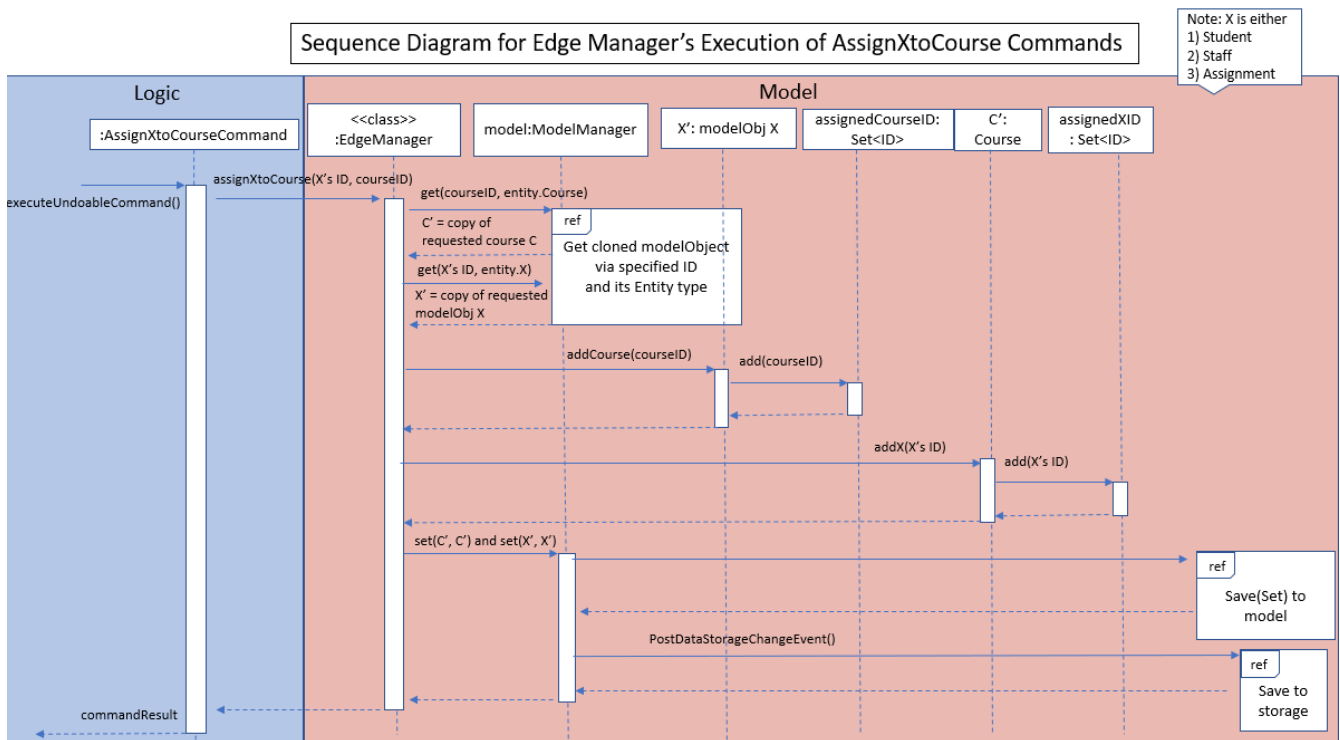 Sequence Diagram for Edge Manager's Execution of AssignXtoCourse Commands
Note: X is either
1) Student
2) Staff
3) Assignment
Logic
Model
:AssignXtoCourseCommand
<<class>>
:EdgeManager
model:ModelManager
X': modelObj X
assignedCourseID:
Set<ID>
C':
Course
assignedXID
: Set<ID>
assignXtoCourse(X's ID, courseID)
executeUndoableCommand()
get(courseID, entity.Course)
C' = copy of
requested course C
get(X's ID, entity.X)
X' = copy of requested
modelObj X
ref
Get cloned modelObject
via specified ID
and its Entity type
addCourse(courseID)
add(courseID)
addX(X's ID)
add(X's ID)
set(C', C') and set(X', X')
ref
Save(Set) to
model
PostDataStorageChangeEvent()
ref
Save to
storage
commandResult